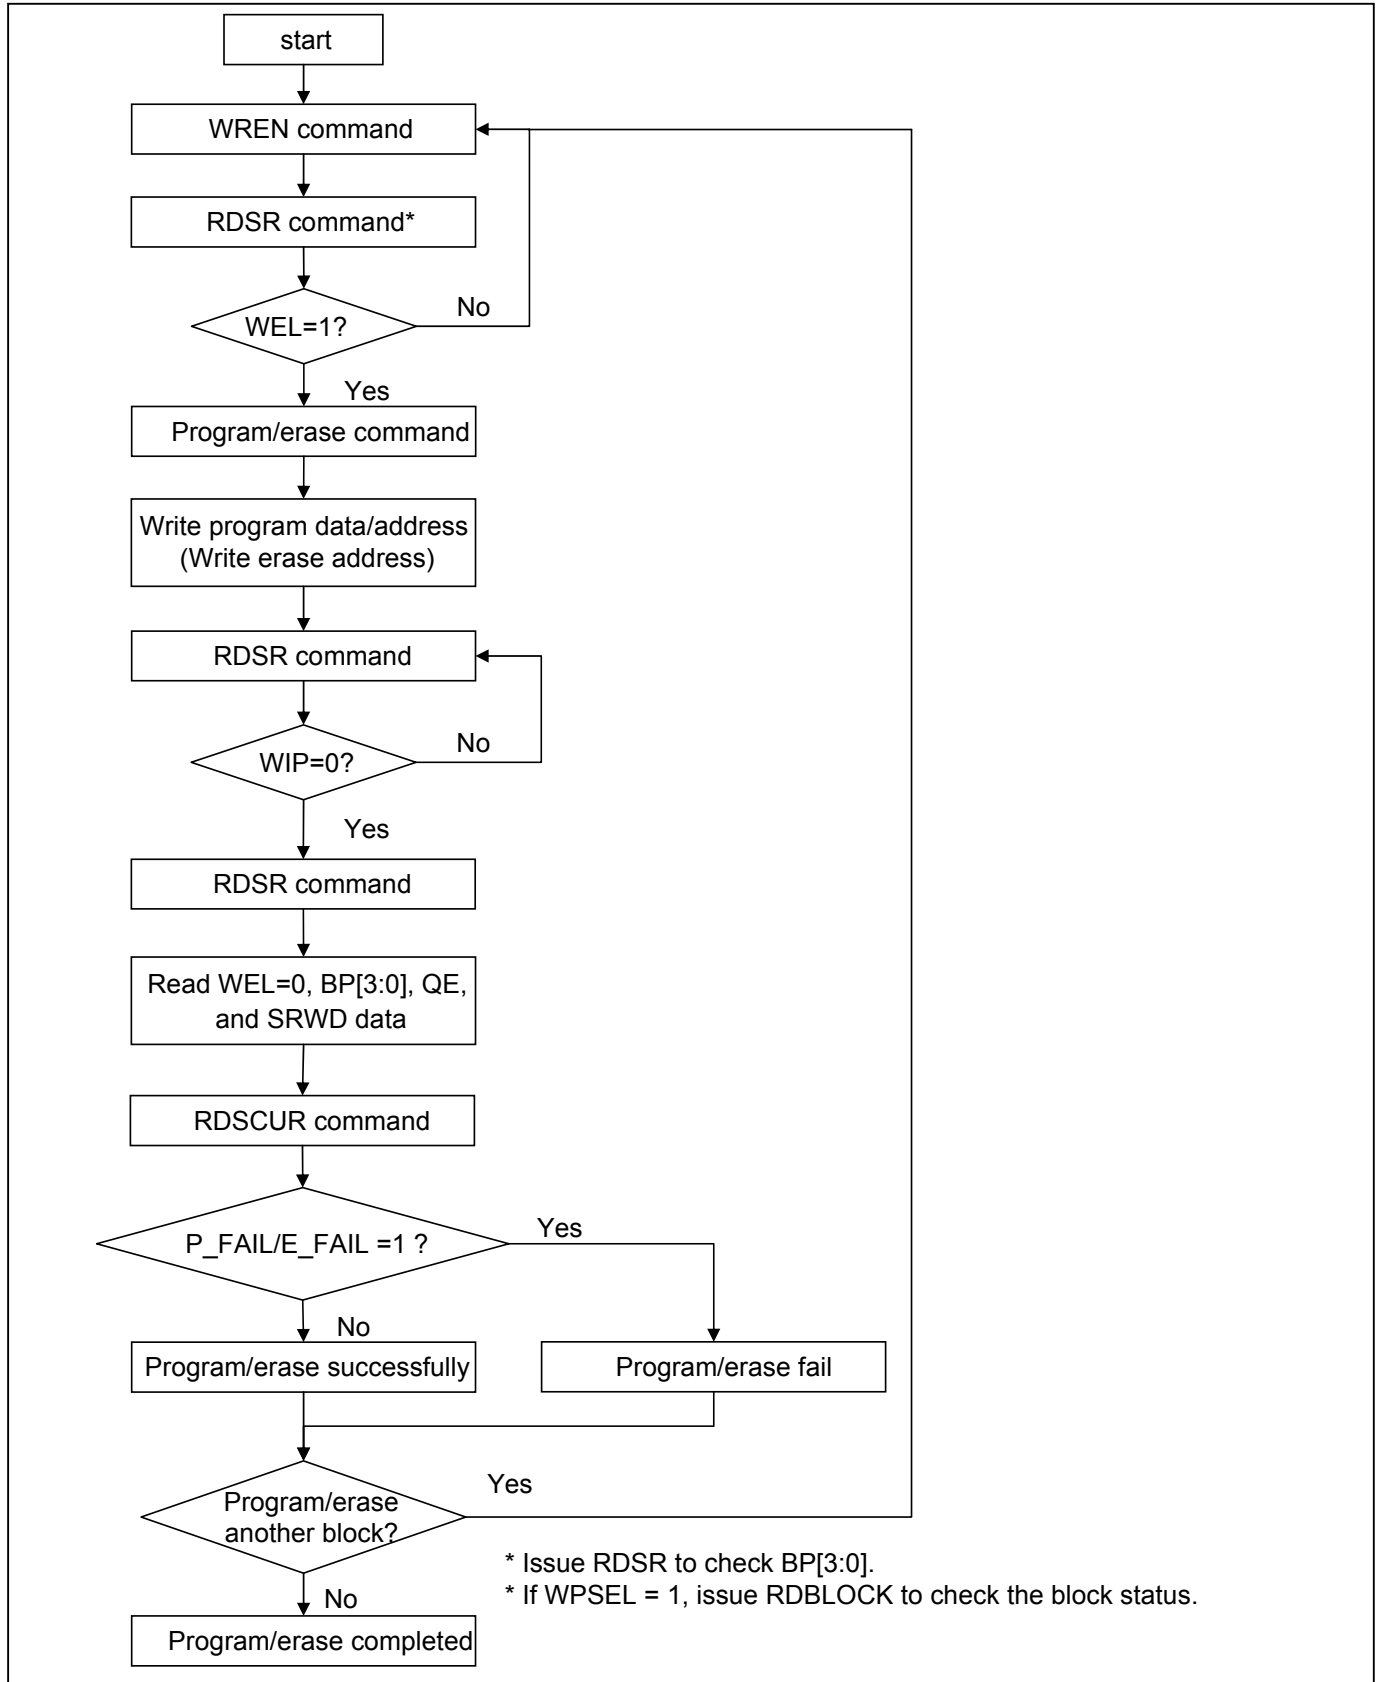 start
WREN command
RDSR command*
WEL=1?
No
Yes
Program/erase command
Write program data/address
(Write erase address)
RDSR command
WIP=0?
No
Yes
RDSR command
Read WEL=0, BP[3:0], QE,
and SRWD data
RDSCUR command
P_FAIL/E_FAIL =1 ?
Yes
No
Program/erase successfully
Program/erase fail
Program/erase
another block?
Yes
* Issue RDSR to check BP[3:0].
* If WPSEL = 1, issue RDBLOCK to check the block status.
No
Program/erase completed